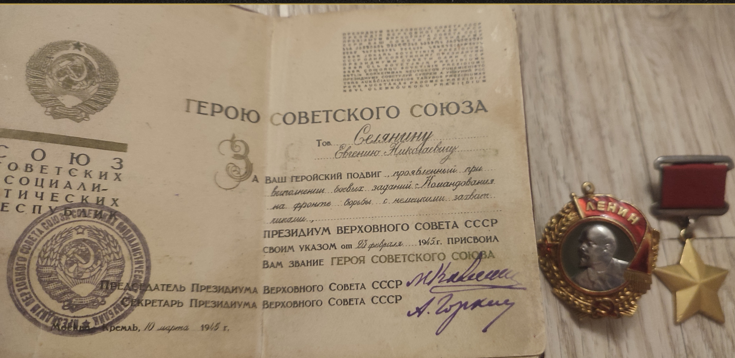 СОЮЗ
СОВЕТСКИХ
СОЦИАЛИ-
СТИЧЕСКИХ
РЕСПУБЛИК
ГЕРОЮ СОВЕТСКОГО СОЮЗА
Тов. Селянину
Евгению Николаевичу
ЗА ВАШ ГЕРОЙСКИЙ ПОДВИГ, проявленный при
выполнении боевых заданий Командования
на фронте борьбы с немецкими захват-
чиками,
ПРЕЗИДИУМ ВЕРХОВНОГО СОВЕТА СССР
СВОИМ УКАЗОМ от 23 февраля 1945 г. ПРИСВОИЛ
ВАМ ЗВАНИЕ ГЕРОЯ СОВЕТСКОГО СОЮЗА
ПРЕДСЕДАТЕЛЬ ПРЕЗИДИУМА ВЕРХОВНОГО СОВЕТА СССР М Калинин
СЕКРЕТАРЬ ПРЕЗИДИУМА ВЕРХОВНОГО СОВЕТА СССР А. Горкин
Москва, Кремль, 10 марта 1945 г.
ЛЕНИН